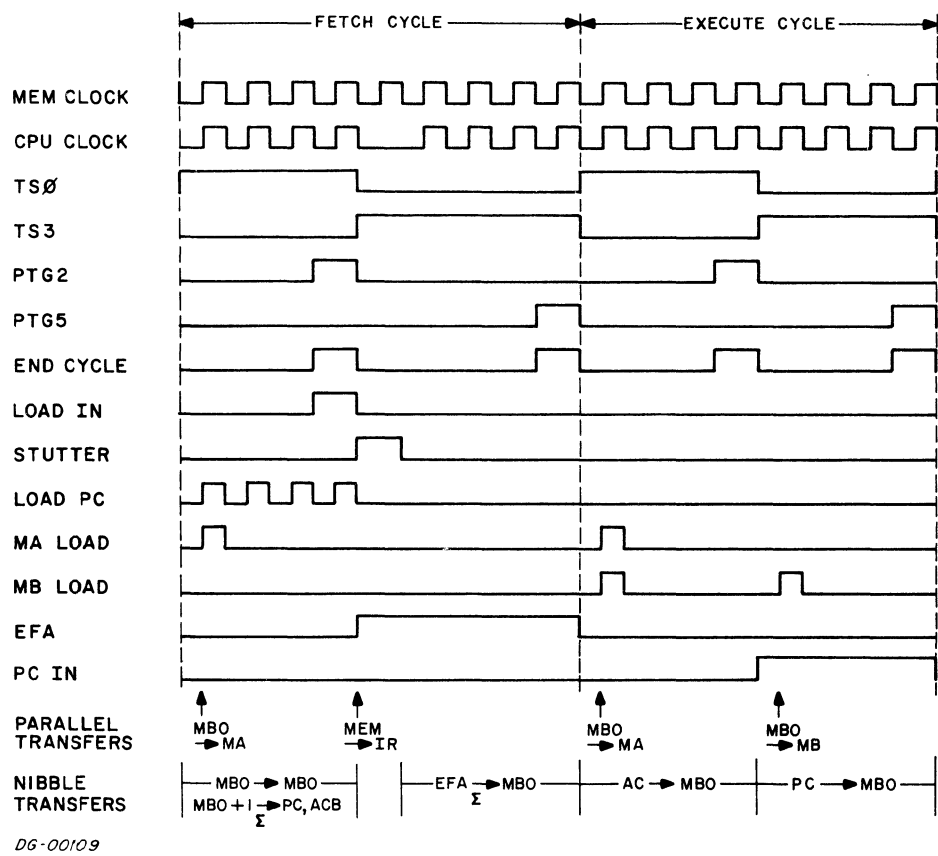 FETCH CYCLE EXECUTE CYCLE
MEM CLOCK
CPU CLOCK
TSØ
TS3
PTG2
PTG5
END CYCLE
LOAD IN
STUTTER
LOAD PC
MA LOAD
MB LOAD
EFA
PC IN
PARALLEL TRANSFERS
MBO → MA
MEM → IR
MBO → MA
MBO → MB
NIBBLE TRANSFERS
MBO → MBO
MBO + 1 → PC, ACB
Σ
EFA → MBO
Σ
AC → MBO
PC → MBO
DG-00109